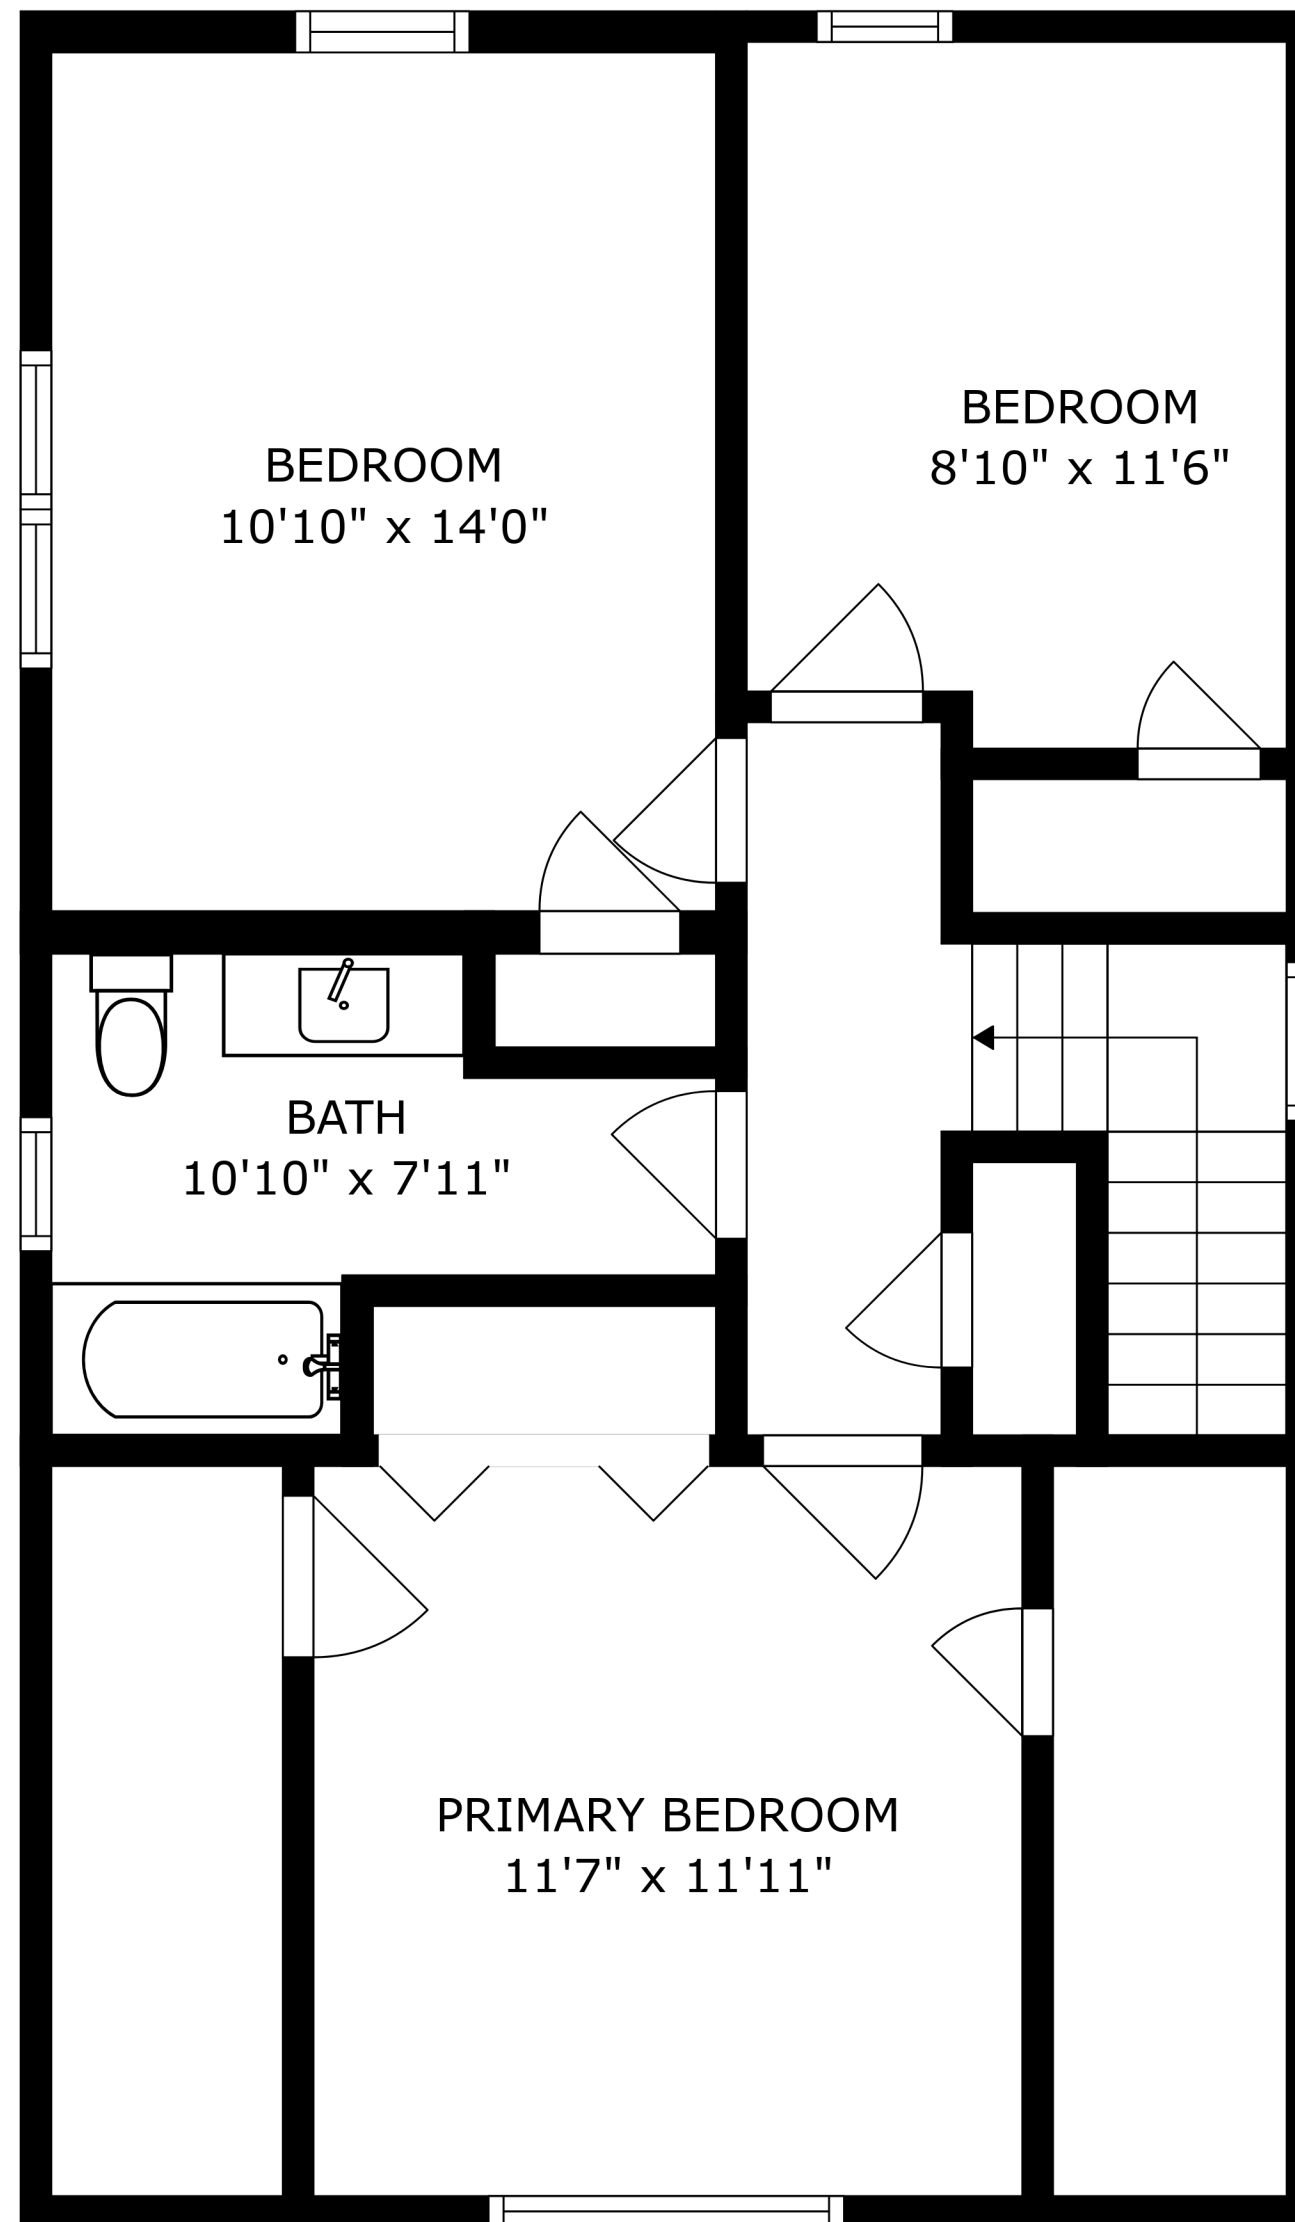 BEDROOM
10'10" x 14'0"
BEDROOM
8'10" x 11'6"
BATH
10'10" x 7'11"
PRIMARY BEDROOM
11'7" x 11'11"